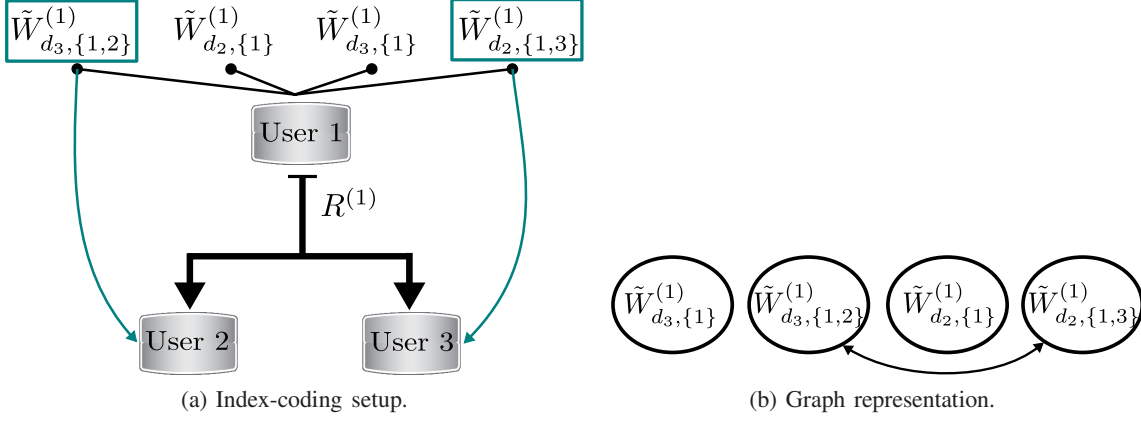 W̃^{(1)}_{d_3,\{1,2\}} W̃^{(1)}_{d_2,\{1\}} W̃^{(1)}_{d_3,\{1\}} W̃^{(1)}_{d_2,\{1,3\}}
User 1
R^{(1)}
User 2 User 3
(a) Index-coding setup.
W̃^{(1)}_{d_3,\{1\}} W̃^{(1)}_{d_3,\{1,2\}} W̃^{(1)}_{d_2,\{1\}} W̃^{(1)}_{d_2,\{1,3\}}
(b) Graph representation.